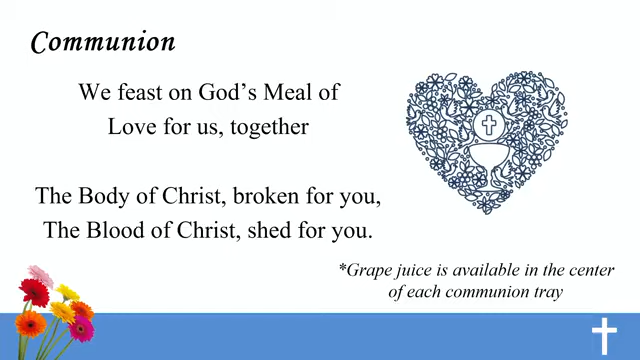 Communion
We feast on God’s Meal of
Love for us, together
The Body of Christ, broken for you,
The Blood of Christ, shed for you.
*Grape juice is available in the center
of each communion tray